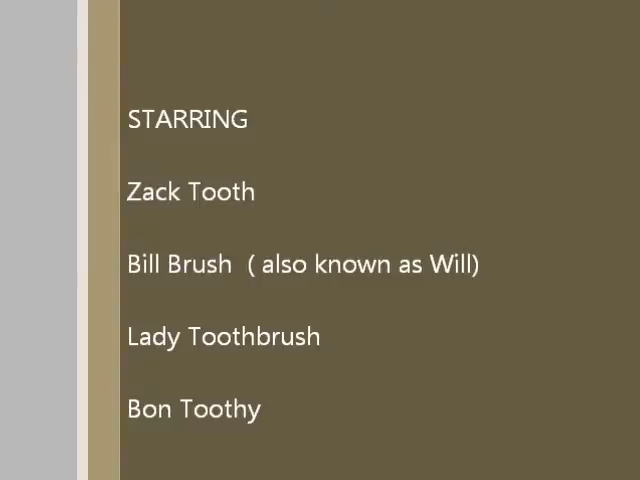 STARRING
Zack Tooth
Bill Brush  ( also known as Will)
Lady Toothbrush
Bon Toothy